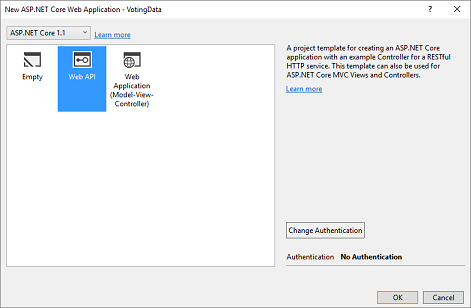 New ASP.NET Core Web Application - VotingData
ASP.NET Core 1.1 Learn more
Empty
Web API
Web
Application
(Model-View-
Controller)
A project template for creating an ASP.NET Core
application with an example Controller for a RESTful
HTTP service. This template can also be used for
ASP.NET Core MVC Views and Controllers.
Learn more
Change Authentication
Authentication No Authentication
OK Cancel